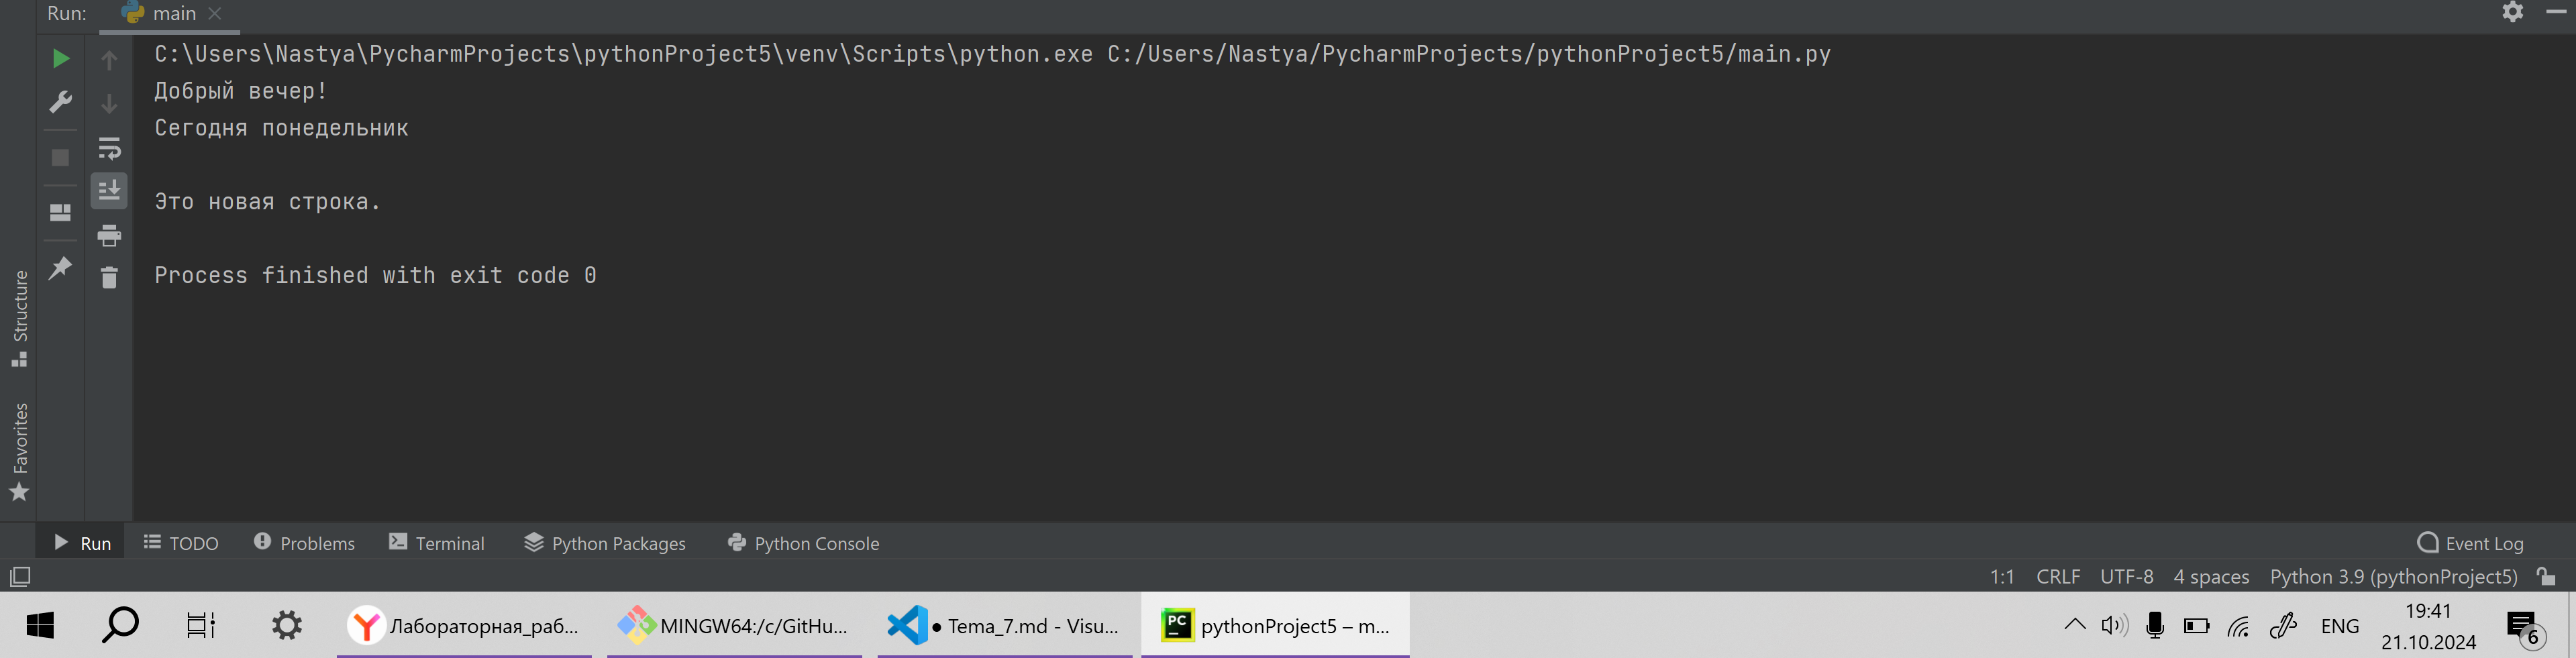 Run: main
C:\Users\Nastya\PycharmProjects\pythonProject5\venv\Scripts\python.exe C:/Users/Nastya/PycharmProjects/pythonProject5/main.py
Добрый вечер!
Сегодня понедельник
Это новая строка.
Process finished with exit code 0
Structure
Favorites
Run TODO Problems Terminal Python Packages Python Console Event Log
1:1 CRLF UTF-8 4 spaces Python 3.9 (pythonProject5)
Лабораторная_раб... MINGW64:/c/GitHu... ● Tema_7.md - Visu... PC pythonProject5 – m... ENG 19:41
21.10.2024 6